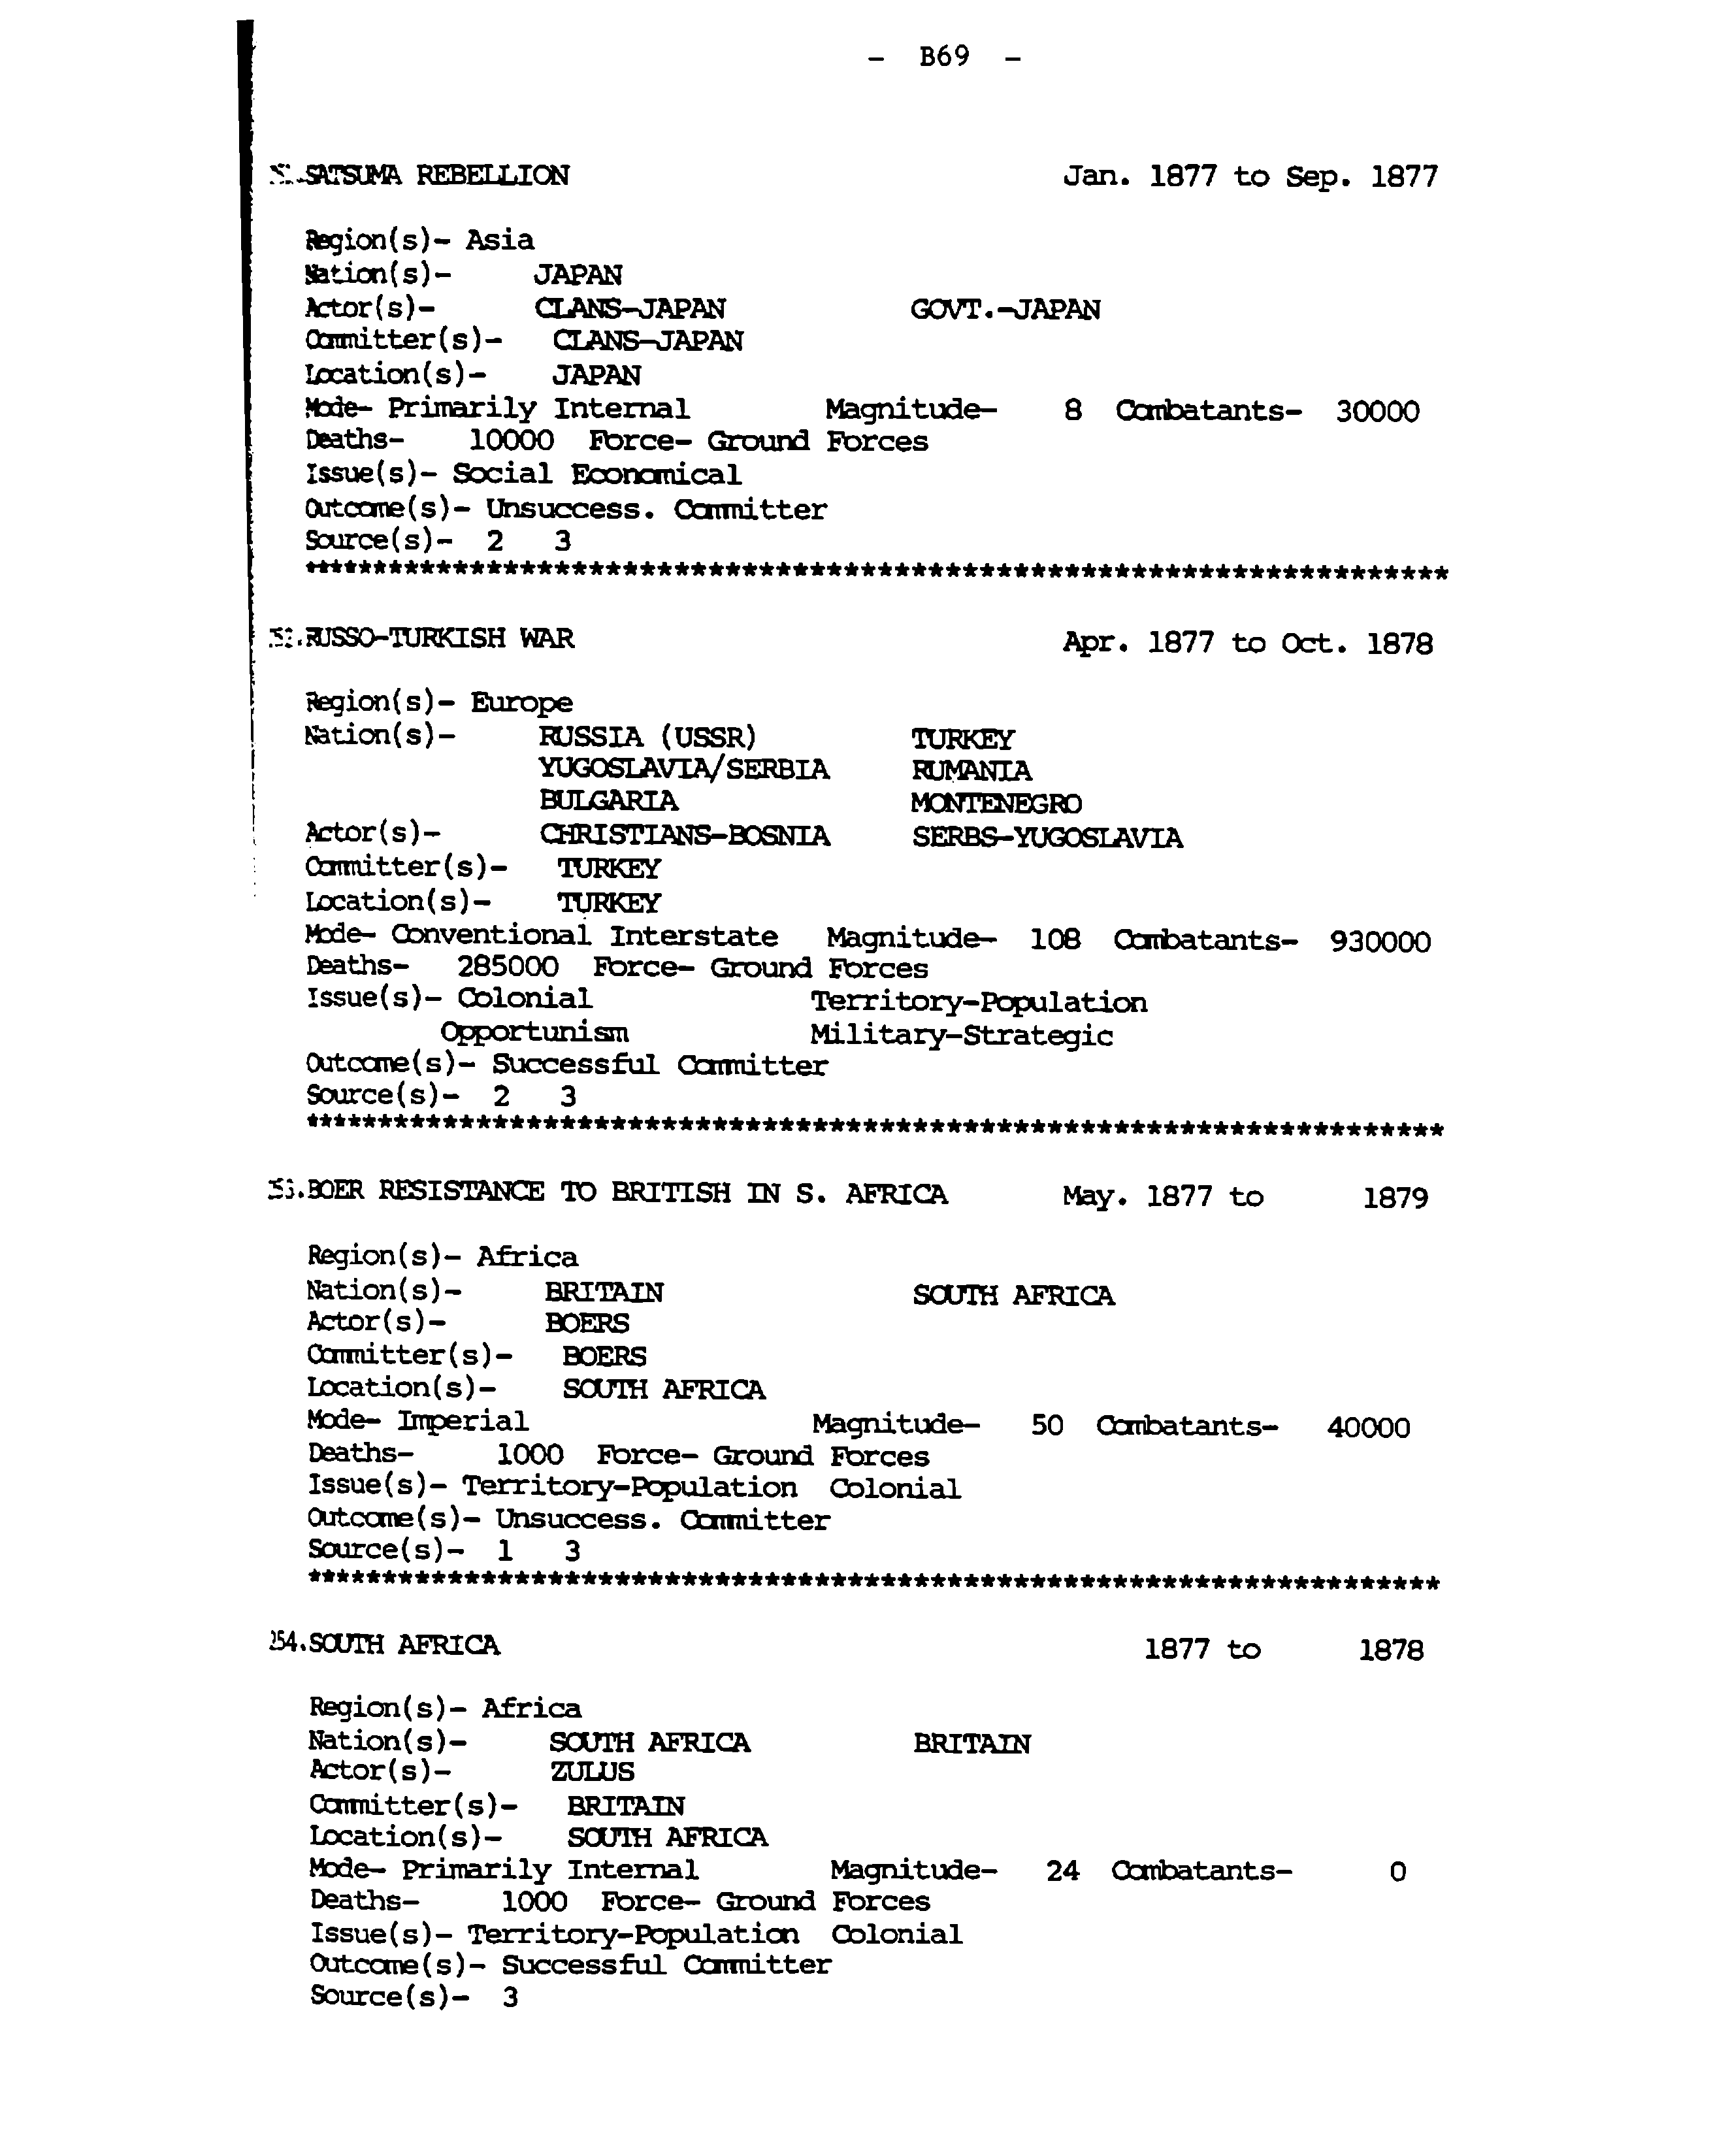 - B69 -
SATSUMA REBELLION Jan. 1877 to Sep. 1877
Region(s)- Asia
Nation(s)- JAPAN
Actor(s)- CLANS-JAPAN GOVT.-JAPAN
Committer(s)- CLANS-JAPAN
Location(s)- JAPAN
Mode- Primarily Internal Magnitude- 8 Combatants- 30000
Deaths- 10000 Force- Ground Forces
Issue(s)- Social Economical
Outcome(s)- Unsuccess. Committer
Source(s)- 2 3
********************************************************************
RUSSO-TURKISH WAR Apr. 1877 to Oct. 1878
Region(s)- Europe
Nation(s)- RUSSIA (USSR) TURKEY
YUGOSLAVIA/SERBIA RUMANIA
BULGARIA MONTENEGRO
Actor(s)- CHRISTIANS-BOSNIA SERBS-YUGOSLAVIA
Committer(s)- TURKEY
Location(s)- TURKEY
Mode- Conventional Interstate Magnitude- 108 Combatants- 930000
Deaths- 285000 Force- Ground Forces
Issue(s)- Colonial Territory-Population
Opportunism Military-Strategic
Outcome(s)- Successful Committer
Source(s)- 2 3
********************************************************************
BOER RESISTANCE TO BRITISH IN S. AFRICA May. 1877 to 1879
Region(s)- Africa
Nation(s)- BRITAIN SOUTH AFRICA
Actor(s)- BOERS
Committer(s)- BOERS
Location(s)- SOUTH AFRICA
Mode- Imperial Magnitude- 50 Combatants- 40000
Deaths- 1000 Force- Ground Forces
Issue(s)- Territory-Population Colonial
Outcome(s)- Unsuccess. Committer
Source(s)- 1 3
********************************************************************
254.SOUTH AFRICA 1877 to 1878
Region(s)- Africa
Nation(s)- SOUTH AFRICA BRITAIN
Actor(s)- ZULUS
Committer(s)- BRITAIN
Location(s)- SOUTH AFRICA
Mode- Primarily Internal Magnitude- 24 Combatants- 0
Deaths- 1000 Force- Ground Forces
Issue(s)- Territory-Population Colonial
Outcome(s)- Successful Committer
Source(s)- 3